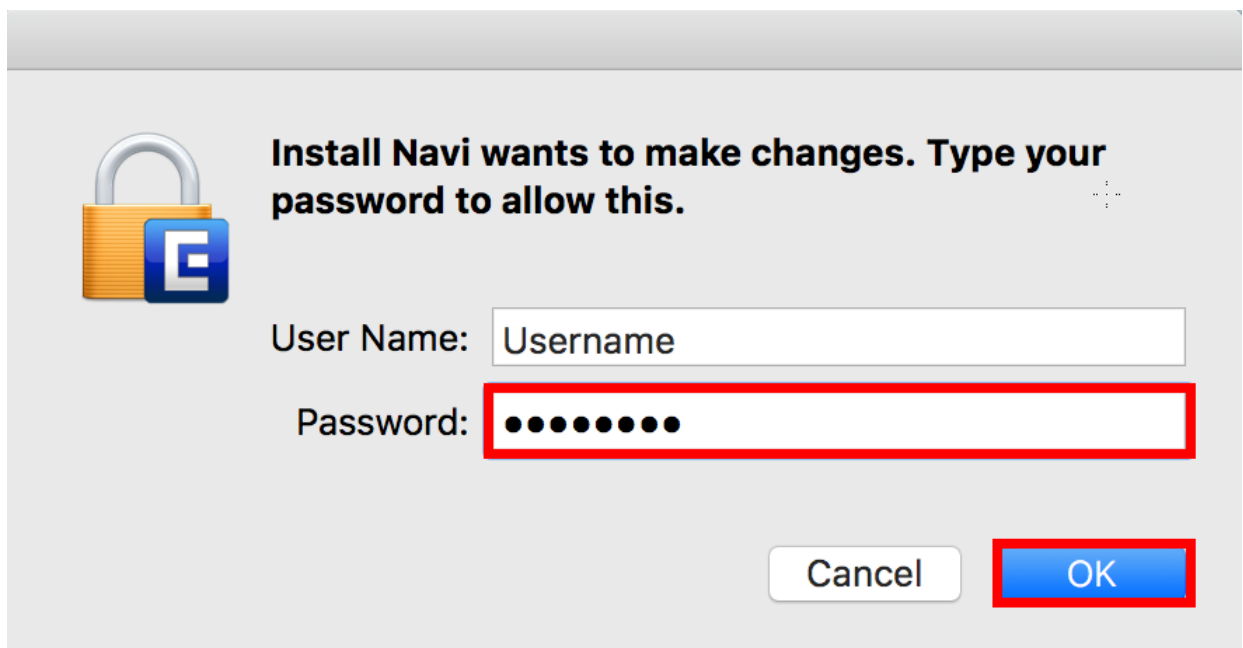 Install Navi wants to make changes. Type your
password to allow this.
User Name: Username
Password: ••••••••
Cancel OK